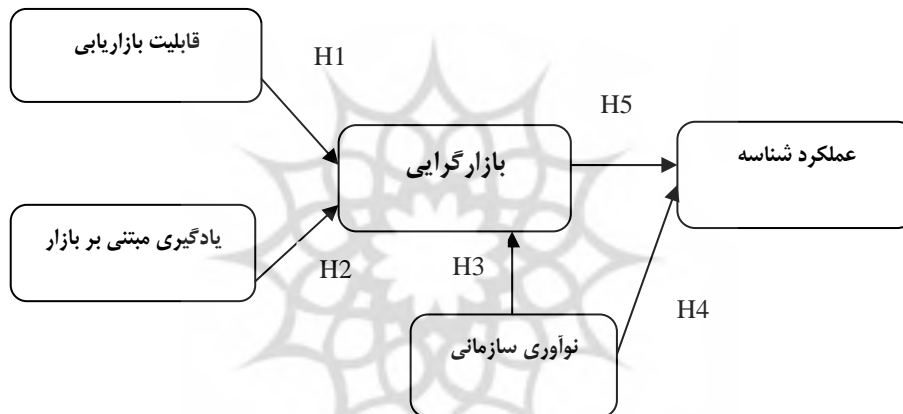 قابلیت بازاریابی
H1
H5
بازارگرایی
عملکرد شناسه
یادگیری مبتنی بر بازار
H2
H3
H4
نوآوری سازمانی